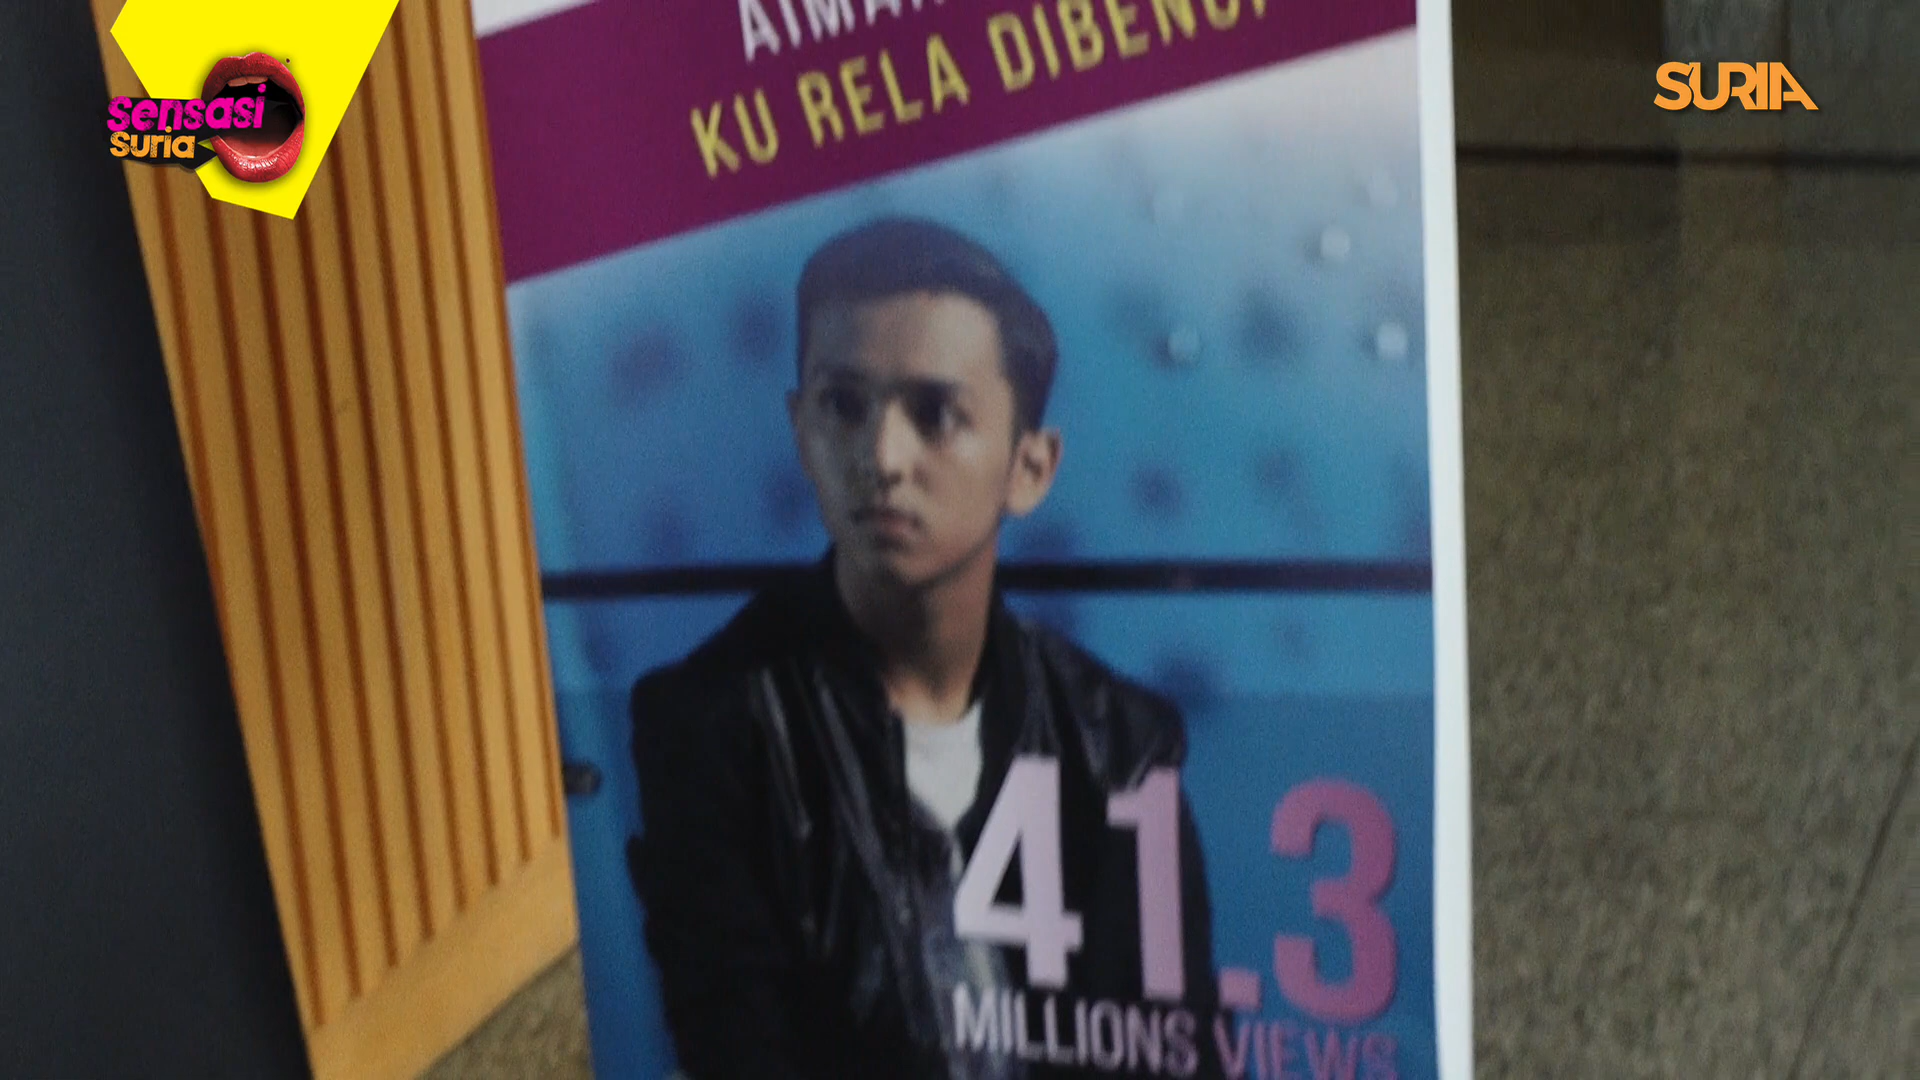 sensasi
suria
SURIA
KU RELA DIBENCI
41.3
MILLIONS VIEWS